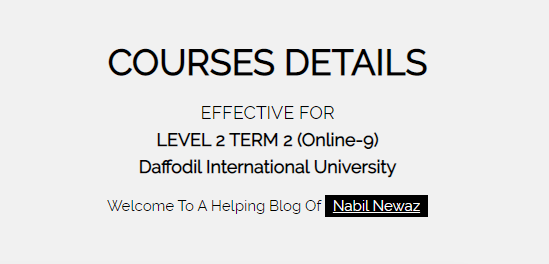 COURSES DETAILS
EFFECTIVE FOR
LEVEL 2 TERM 2 (Online-9)
Daffodil International University
Welcome To A Helping Blog Of Nabil Newaz